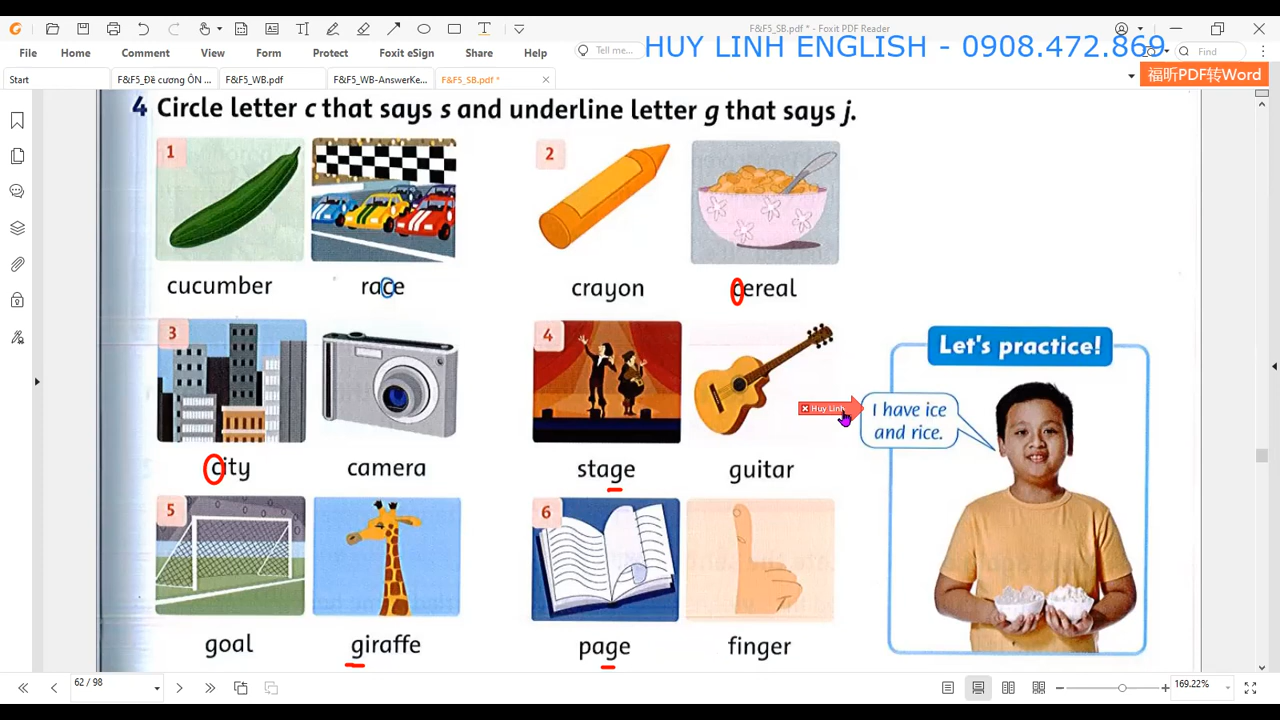 F&F5_SB.pdf * - Foxit PDF Reader
File Home Comment View Form Protect Foxit eSign Share Help Tell me... Find
HUY LINH ENGLISH - 0908.472.869
Start F&F5_Đề cương ÔN ... F&F5_WB.pdf F&F5_WB-AnswerKe... F&F5_SB.pdf *
福昕PDF转Word
4 Circle letter c that says s and underline letter g that says j.
1
2
cucumber race crayon cereal
3
4
city camera stage guitar
Let's practice!
Huy Linh
I have ice
and rice.
5
6
goal giraffe page finger
62 / 98
169.22%